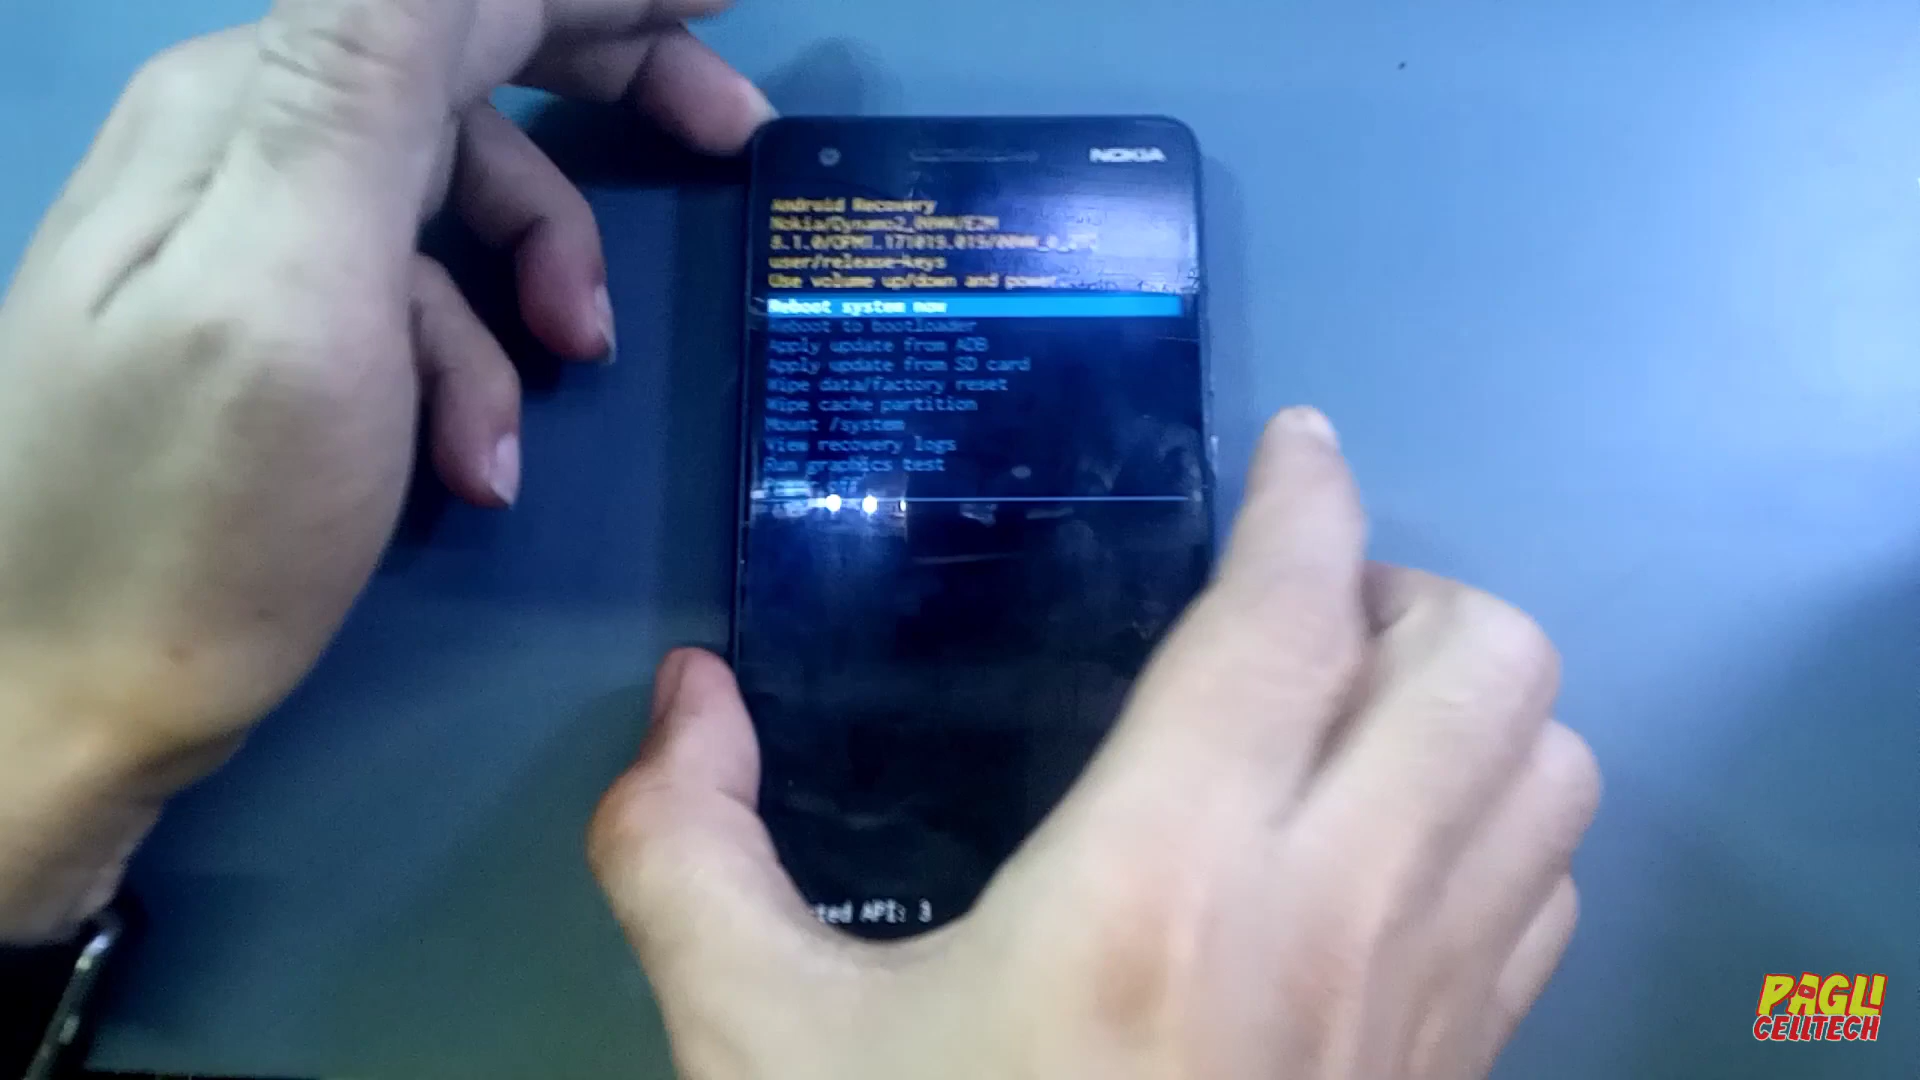 NOKIA
Android Recovery
user/release-keys
Use volume up/down and power
Reboot system now
Reboot to bootloader
Apply update from ADB
Apply update from SD card
Wipe data/factory reset
Wipe cache partition
Mount /system
View recovery logs
Run graphics test
API: 3
PAGLI
CELLTECH